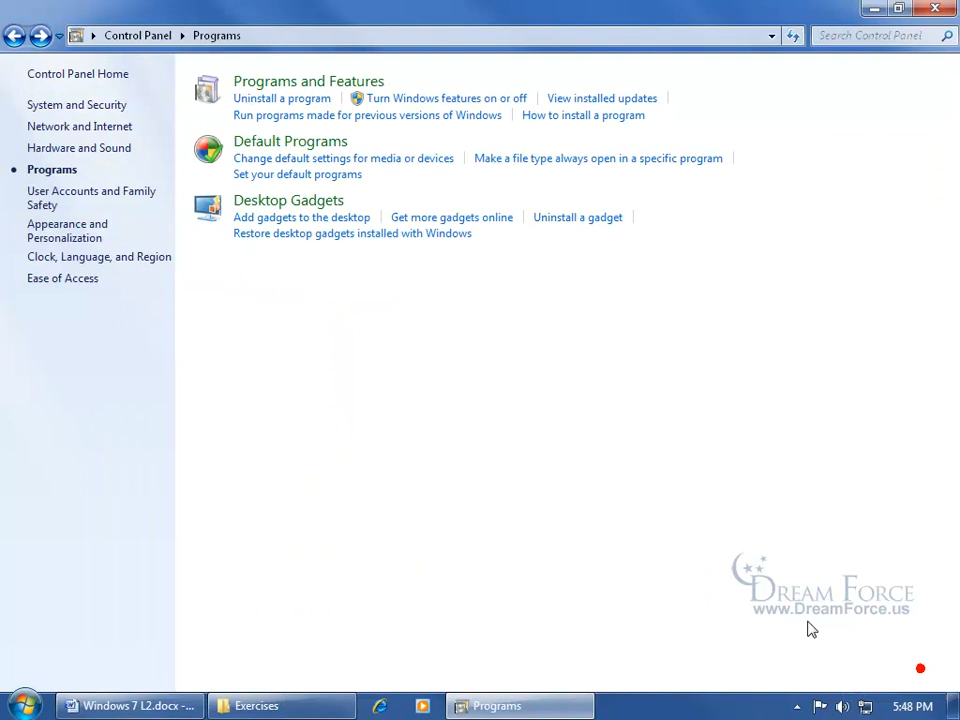 Control Panel Programs
Search Control Panel
Control Panel Home
System and Security
Network and Internet
Hardware and Sound
Programs
User Accounts and Family
Safety
Appearance and
Personalization
Clock, Language, and Region
Ease of Access
Programs and Features
Uninstall a program Turn Windows features on or off View installed updates
Run programs made for previous versions of Windows How to install a program
Default Programs
Change default settings for media or devices Make a file type always open in a specific program
Set your default programs
Desktop Gadgets
Add gadgets to the desktop Get more gadgets online Uninstall a gadget
Restore desktop gadgets installed with Windows
DREAM FORCE
www.DreamForce.us
Windows 7 L2.docx -... Exercises Programs 5:48 PM